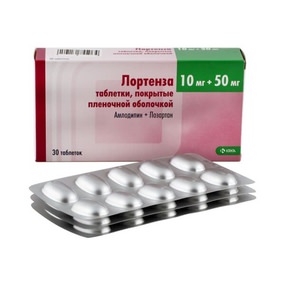 Лортенза
10 мг + 50 мг
таблетки, покрытые
пленочной оболочкой
Амлодипин + Лозартан
30 таблеток
KRKA